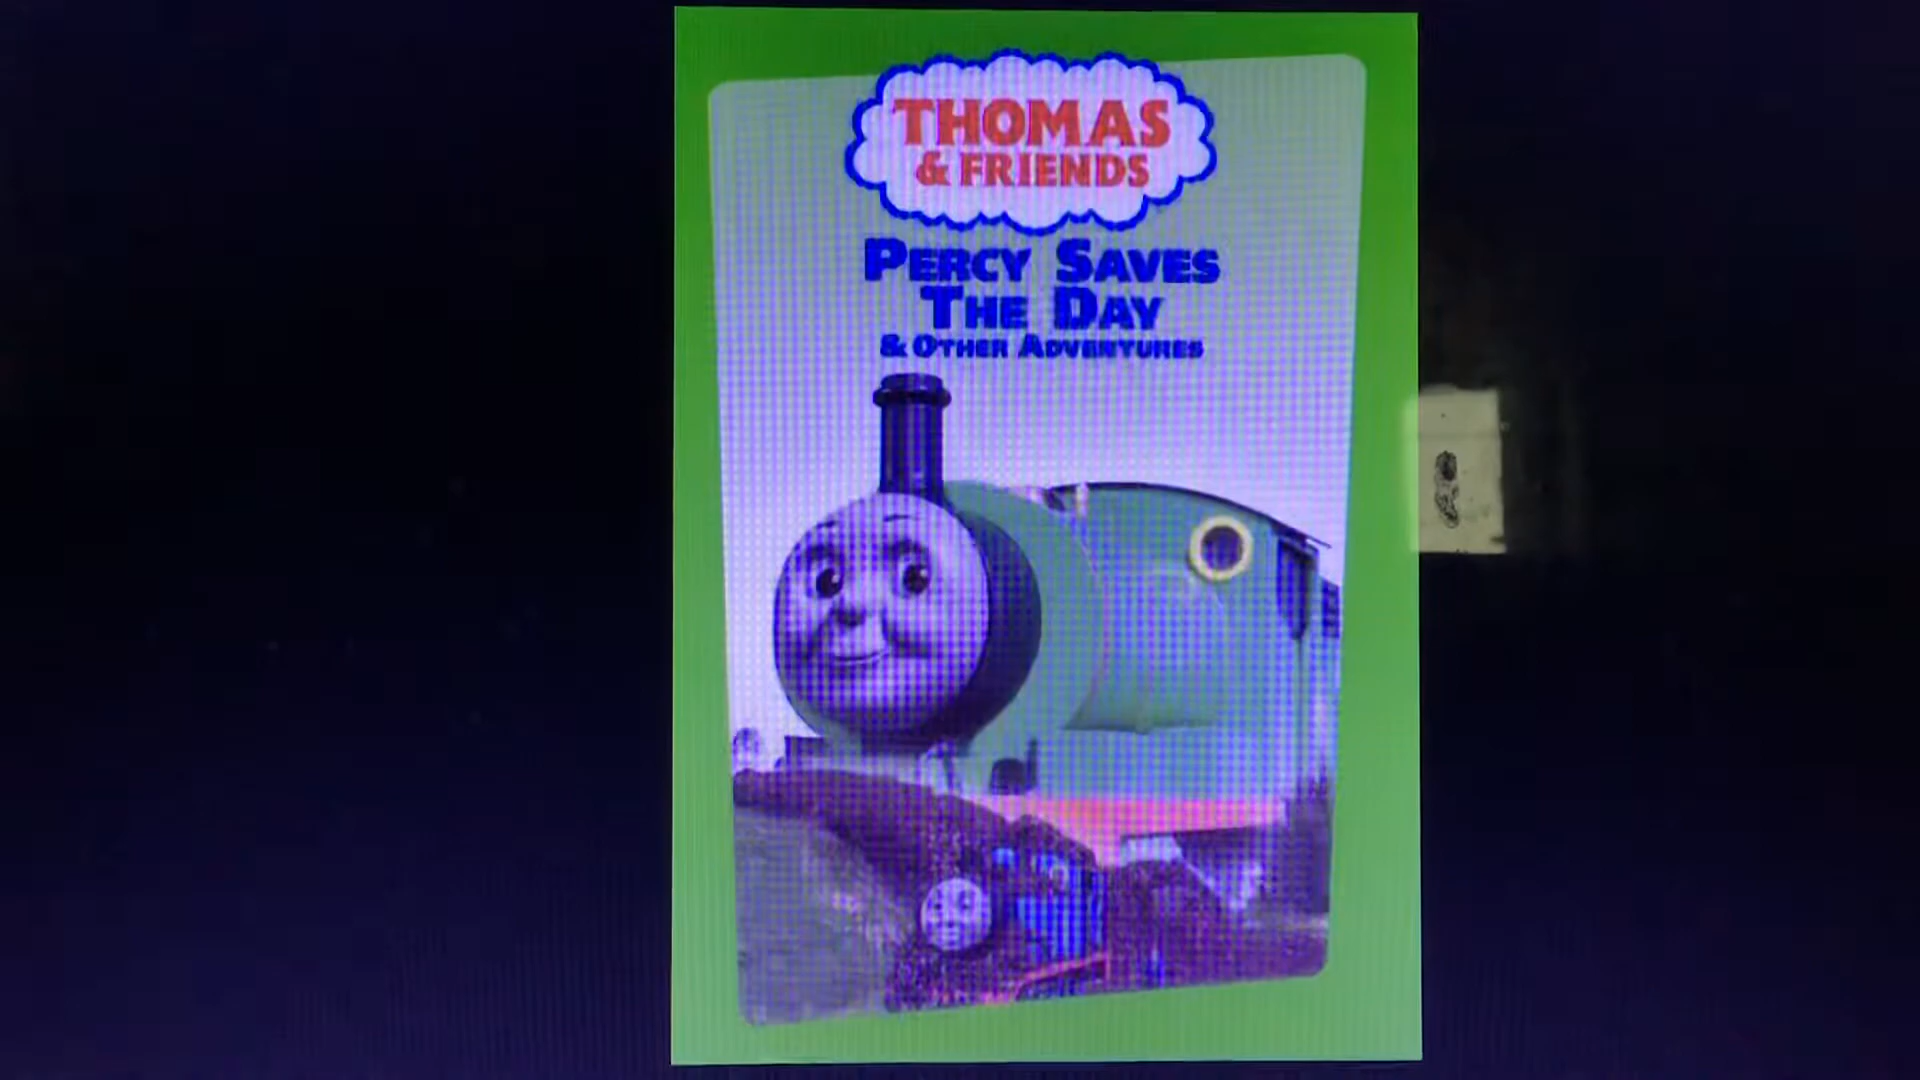 THOMAS
& FRIENDS
PERCY SAVES
THE DAY
& OTHER ADVENTURES